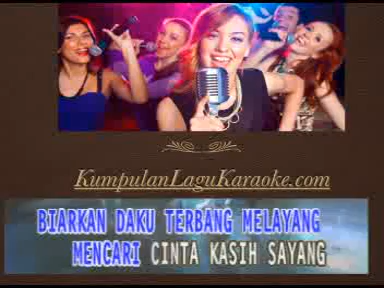 KumpulanLaguKaraoke.com
BIARKAN DAKU TERBANG MELAYANG
MENCARI CINTA KASIH SAYANG